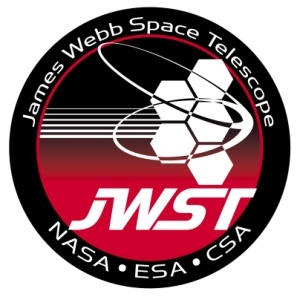 James Webb Space Telescope
JWST
NASA • ESA • CSA